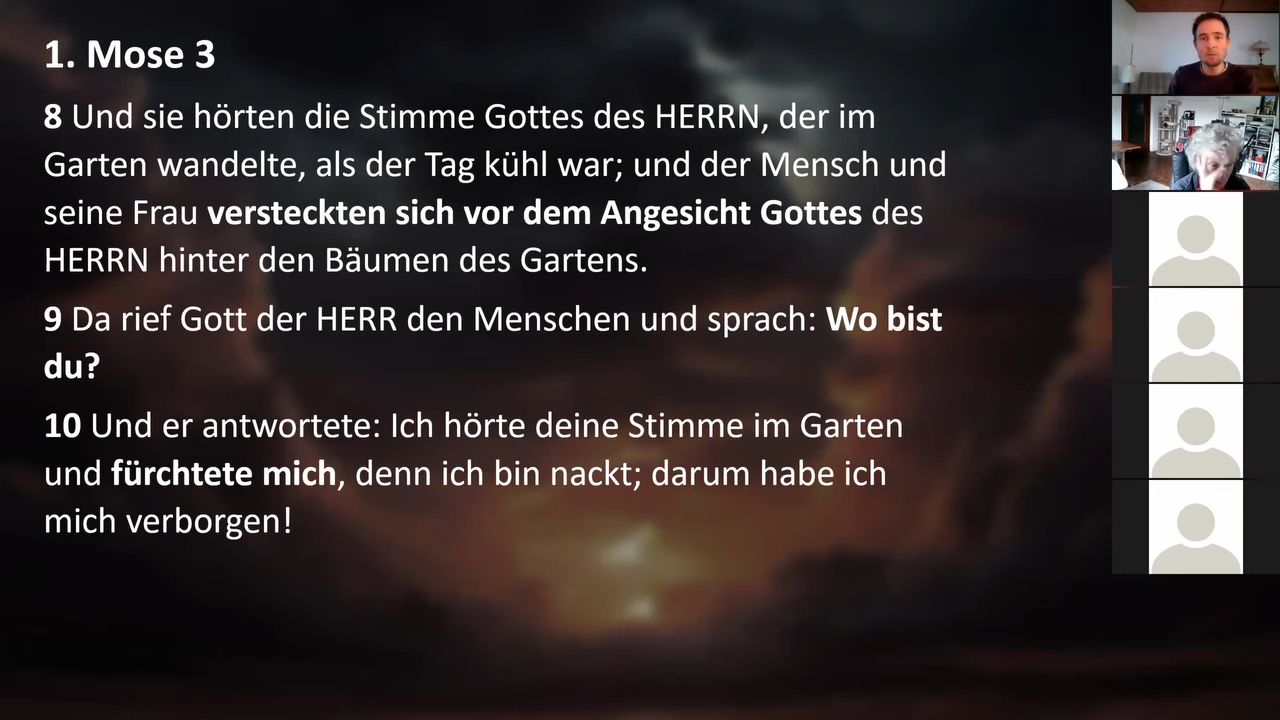 1. Mose 3
8 Und sie hörten die Stimme Gottes des HERRN, der im
Garten wandelte, als der Tag kühl war; und der Mensch und
seine Frau versteckten sich vor dem Angesicht Gottes des
HERRN hinter den Bäumen des Gartens.
9 Da rief Gott der HERR den Menschen und sprach: Wo bist
du?
10 Und er antwortete: Ich hörte deine Stimme im Garten
und fürchtete mich, denn ich bin nackt; darum habe ich
mich verborgen!